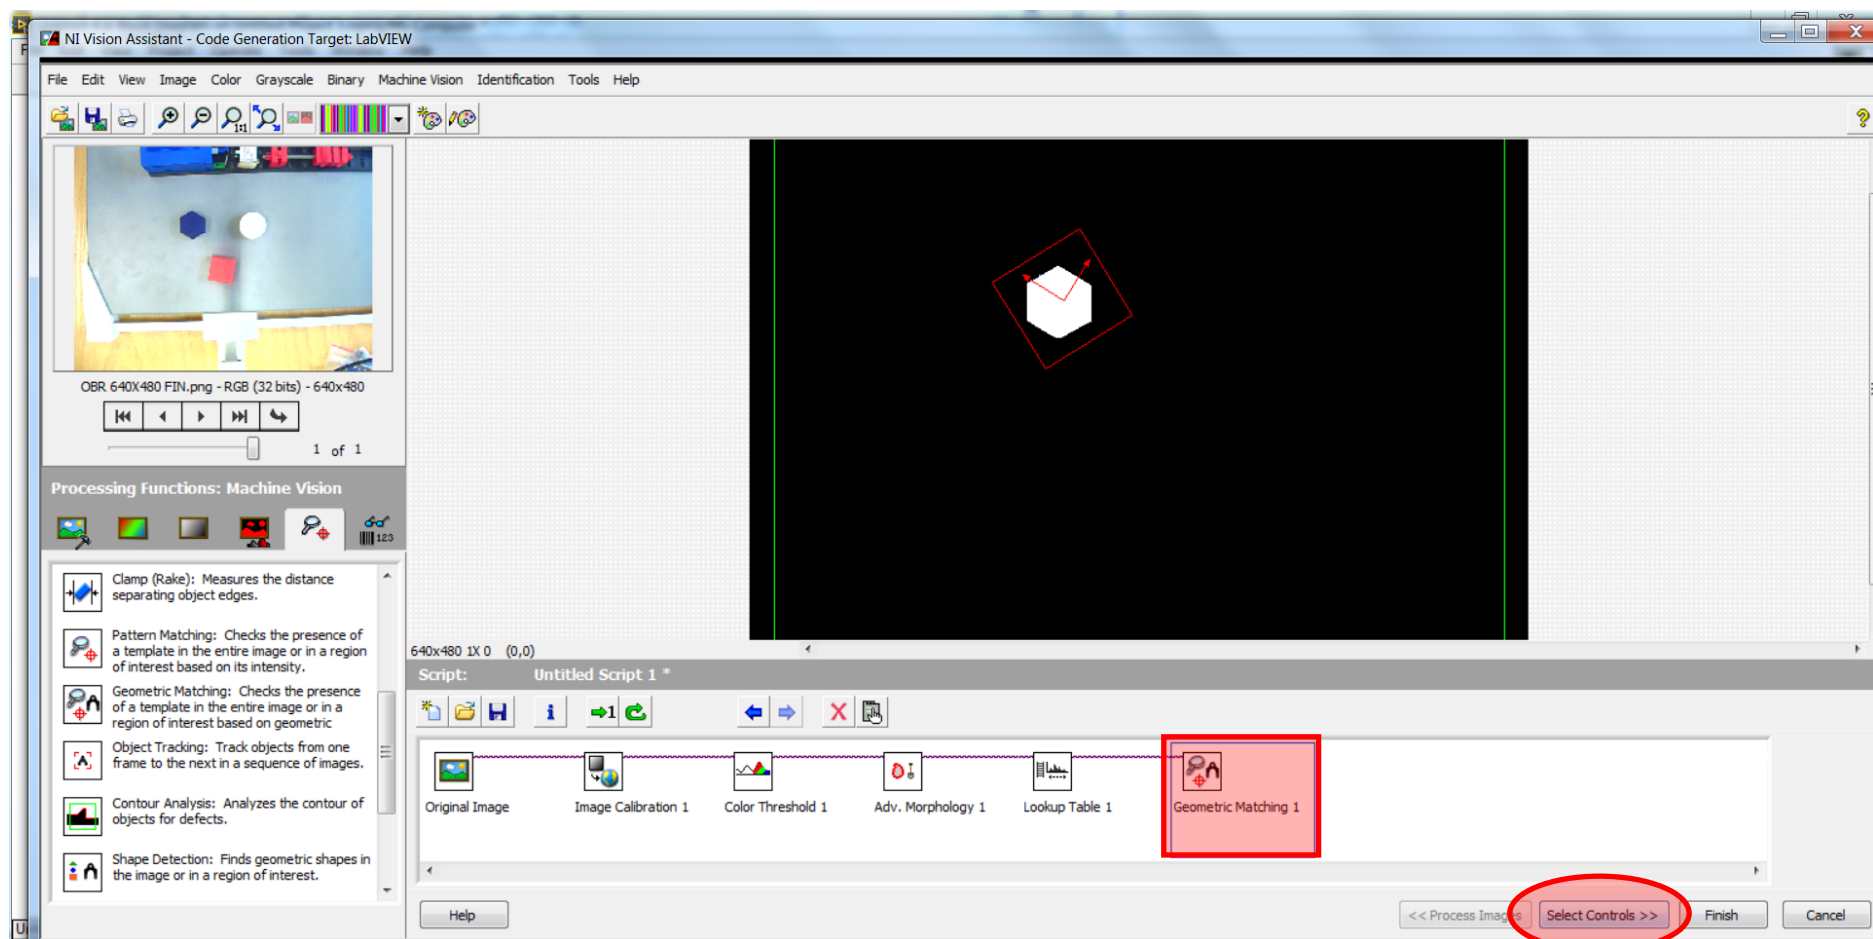 NI Vision Assistant - Code Generation Target: LabVIEW
File Edit View Image Color Grayscale Binary Machine Vision Identification Tools Help
1:1
OBR 640X480 FIN.png - RGB (32 bits) - 640x480
1 of 1
Processing Functions: Machine Vision
123
Clamp (Rake): Measures the distance
separating object edges.
Pattern Matching: Checks the presence of
a template in the entire image or in a region
of interest based on its intensity.
Geometric Matching: Checks the presence
of a template in the entire image or in a
region of interest based on geometric
Object Tracking: Track objects from one
frame to the next in a sequence of images.
Contour Analysis: Analyzes the contour of
objects for defects.
Shape Detection: Finds geometric shapes in
the image or in a region of interest.
640x480 1X 0 (0,0)
Script: Untitled Script 1 *
1
Original Image Image Calibration 1 Color Threshold 1 Adv. Morphology 1 Lookup Table 1 Geometric Matching 1
Help << Process Images Select Controls >> Finish Cancel